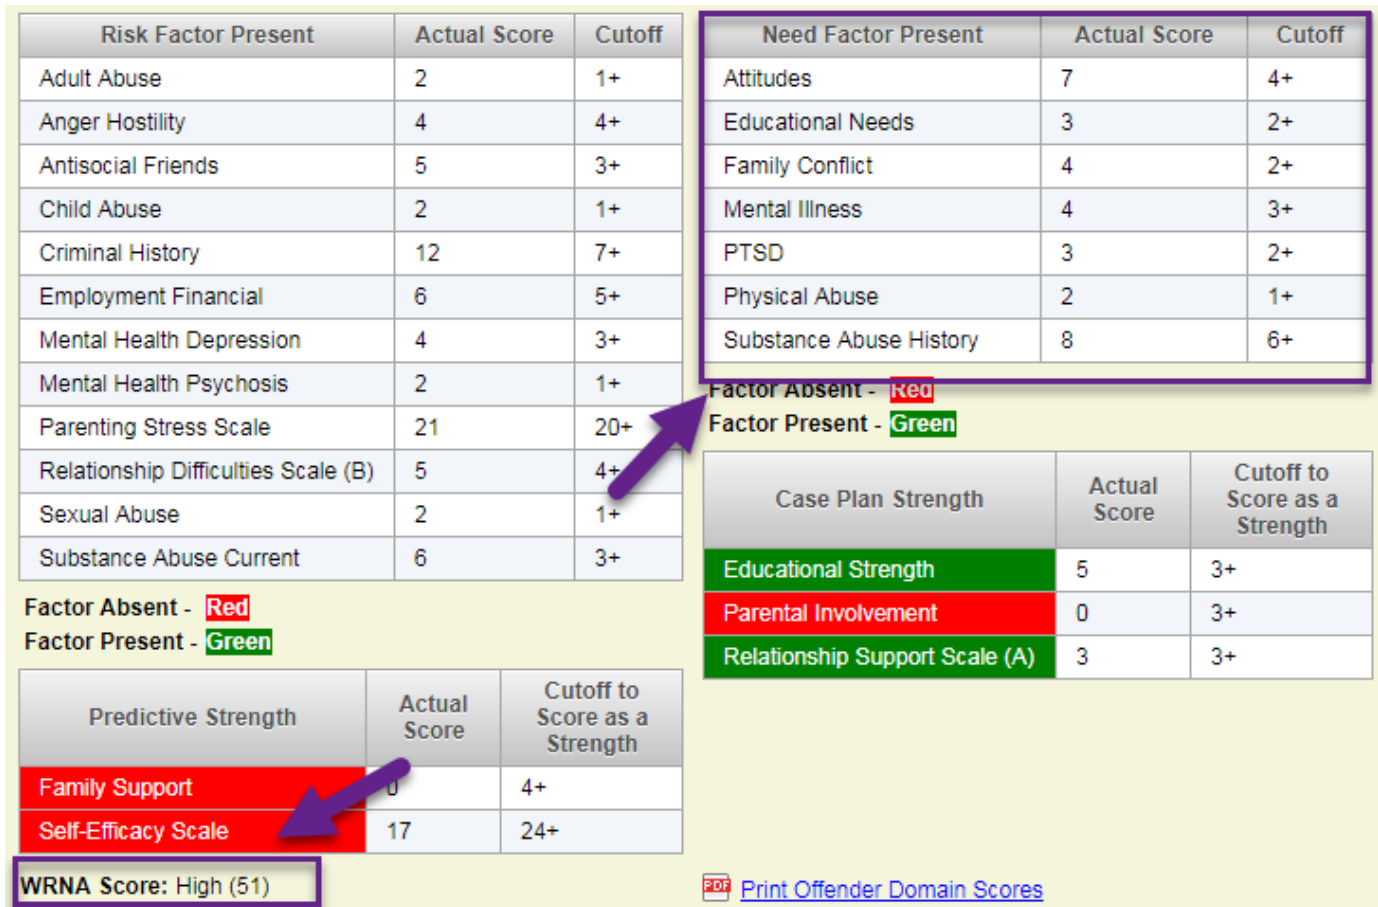 Risk Factor Present Actual Score Cutoff
Adult Abuse 2 1+
Anger Hostility 4 4+
Antisocial Friends 5 3+
Child Abuse 2 1+
Criminal History 12 7+
Employment Financial 6 5+
Mental Health Depression 4 3+
Mental Health Psychosis 2 1+
Parenting Stress Scale 21 20+
Relationship Difficulties Scale (B) 5 4+
Sexual Abuse 2 1+
Substance Abuse Current 6 3+
Factor Absent - Red
Factor Present - Green
Predictive Strength Actual Score Cutoff to Score as a Strength
Family Support 0 4+
Self-Efficacy Scale 17 24+
WRNA Score: High (51)
Need Factor Present Actual Score Cutoff
Attitudes 7 4+
Educational Needs 3 2+
Family Conflict 4 2+
Mental Illness 4 3+
PTSD 3 2+
Physical Abuse 2 1+
Substance Abuse History 8 6+
Factor Absent - Red
Factor Present - Green
Case Plan Strength Actual Score Cutoff to Score as a Strength
Educational Strength 5 3+
Parental Involvement 0 3+
Relationship Support Scale (A) 3 3+
PDF Print Offender Domain Scores